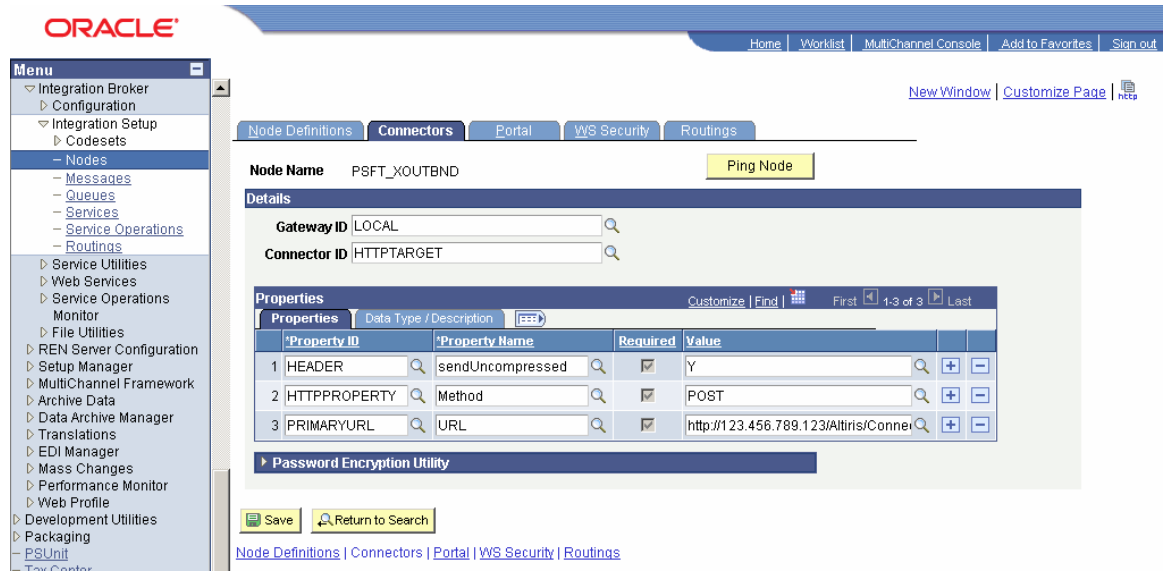 ORACLE
Home | Worklist | MultiChannel Console | Add to Favorites | Sign out
Menu
Integration Broker
Configuration
Integration Setup
Codesets
Nodes
Messages
Queues
Services
Service Operations
Routings
Service Utilities
Web Services
Service Operations
Monitor
File Utilities
REN Server Configuration
Setup Manager
MultiChannel Framework
Archive Data
Data Archive Manager
Translations
EDI Manager
Mass Changes
Performance Monitor
Web Profile
Development Utilities
Packaging
PSUnit
Tax Center
New Window | Customize Page | http
Node Definitions Connectors Portal WS Security Routings
Node Name PSFT_XOUTBND Ping Node
Details
Gateway ID LOCAL
Connector ID HTTPTARGET
Properties Customize | Find | First 1-3 of 3 Last
Properties Data Type / Description
*Property ID *Property Name Required Value
1 HEADER sendUncompressed Y
2 HTTPPROPERTY Method POST
3 PRIMARYURL URL http://123.456.789.123/Altiris/Conne
Password Encryption Utility
Save Return to Search
Node Definitions | Connectors | Portal | WS Security | Routings